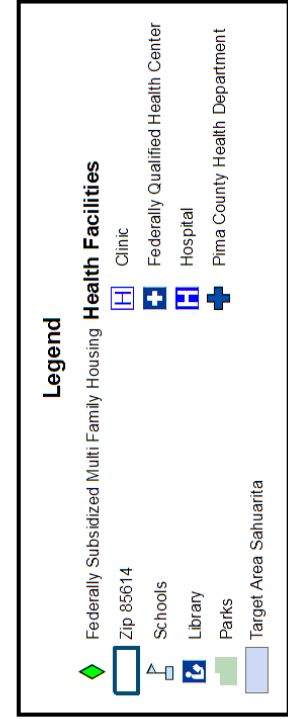 Legend
Federally Subsidized Multi Family Housing
Zip 85614
Schools
Library
Parks
Target Area Sahuarita
Health Facilities
H Clinic
Federally Qualified Health Center
H Hospital
Pima County Health Department